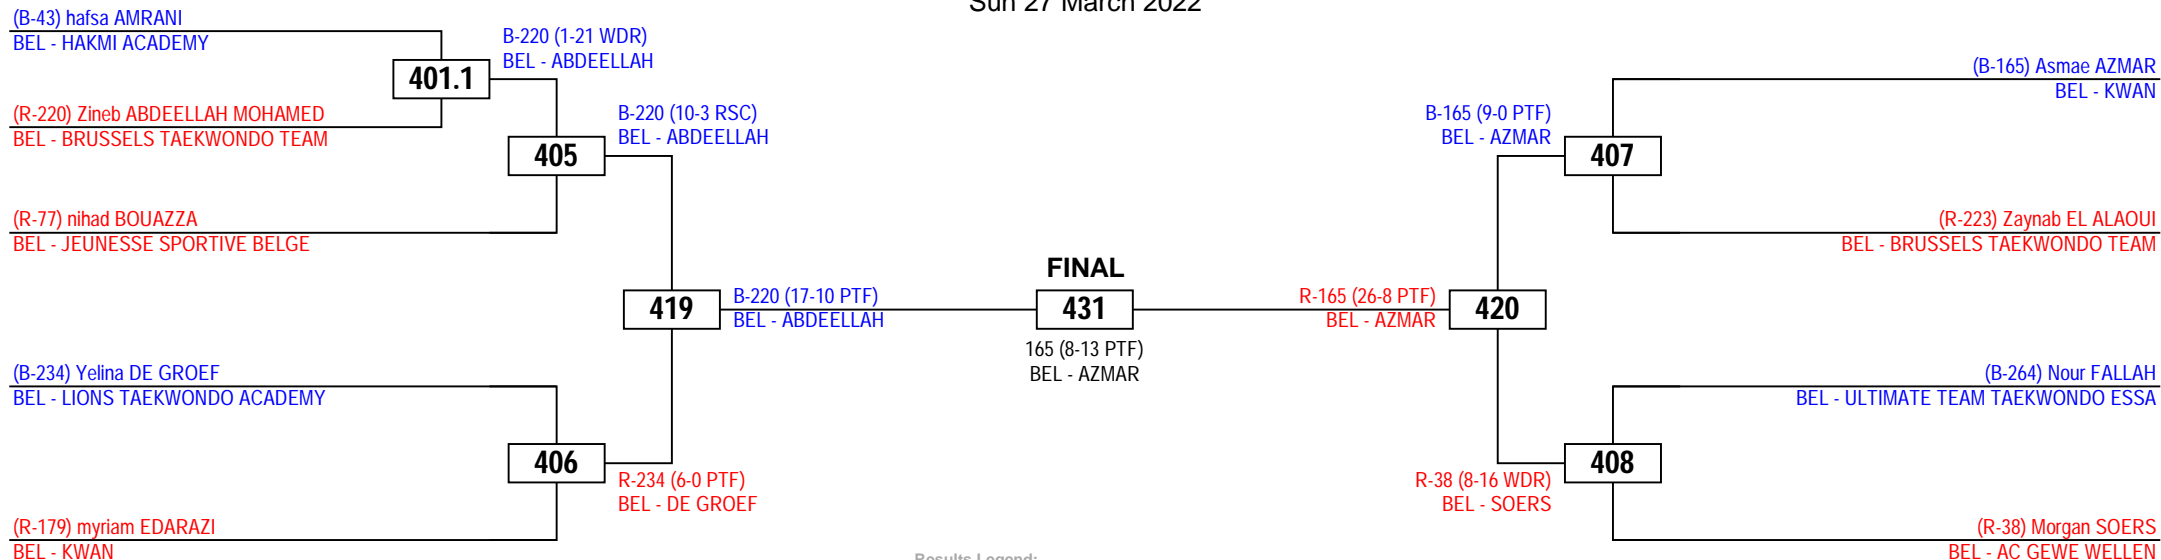 Sun 27 March 2022
(B-43) hafsa AMRANI
BEL - HAKMI ACADEMY
B-220 (1-21 WDR)
BEL - ABDEELLAH
401.1
(R-220) Zineb ABDEELLAH MOHAMED
BEL - BRUSSELS TAEKWONDO TEAM
B-220 (10-3 RSC)
BEL - ABDEELLAH
405
(R-77) nihad BOUAZZA
BEL - JEUNESSE SPORTIVE BELGE
419
B-220 (17-10 PTF)
BEL - ABDEELLAH
(B-234) Yelina DE GROEF
BEL - LIONS TAEKWONDO ACADEMY
406
R-234 (6-0 PTF)
BEL - DE GROEF
(R-179) myriam EDARAZI
BEL - KWAN
FINAL
431
165 (8-13 PTF)
BEL - AZMAR
(B-165) Asmae AZMAR
BEL - KWAN
B-165 (9-0 PTF)
BEL - AZMAR
407
(R-223) Zaynab EL ALAOUI
BEL - BRUSSELS TAEKWONDO TEAM
R-165 (26-8 PTF)
BEL - AZMAR
420
(B-264) Nour FALLAH
BEL - ULTIMATE TEAM TAEKWONDO ESSA
408
R-38 (8-16 WDR)
BEL - SOERS
(R-38) Morgan SOERS
BEL - AC GEWE WELLEN
Results Legend: